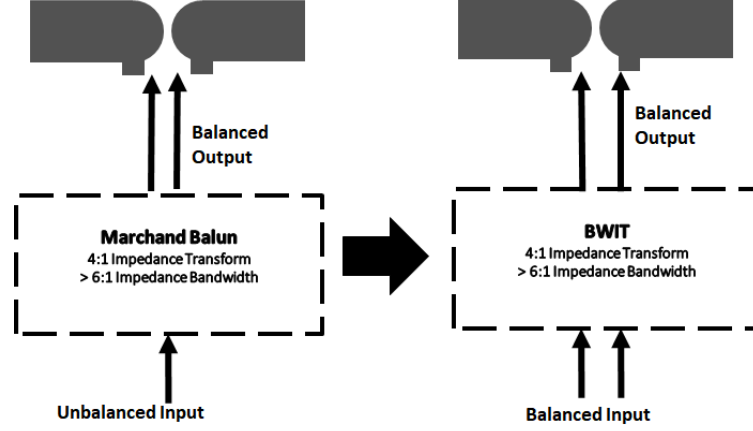 Balanced
Output
Marchand Balun
4:1 Impedance Transform
> 6:1 Impedance Bandwidth
Unbalanced Input
Balanced
Output
BWIT
4:1 Impedance Transform
> 6:1 Impedance Bandwidth
Balanced Input